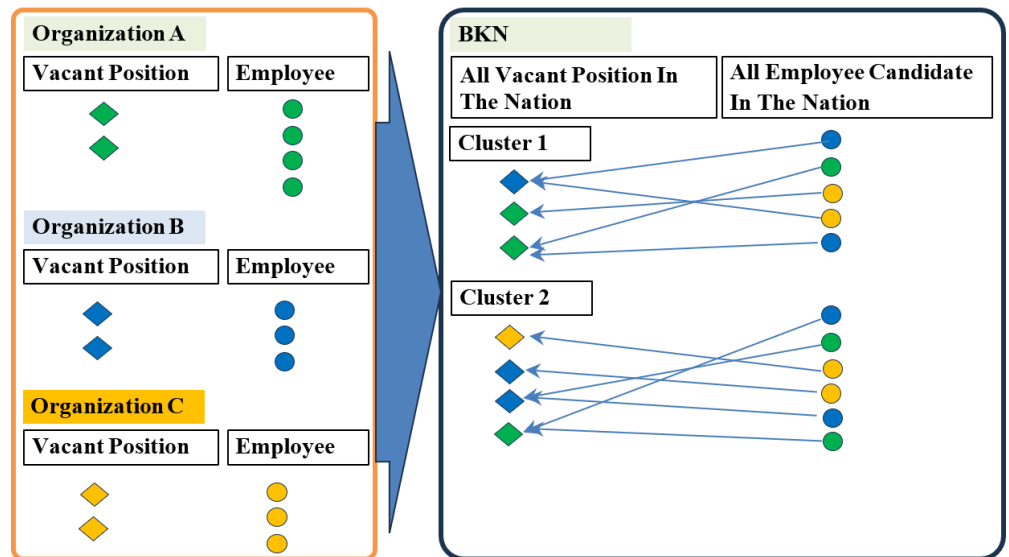 Organization A
Vacant Position
Employee
Organization B
Vacant Position
Employee
Organization C
Vacant Position
Employee
BKN
All Vacant Position In
The Nation
All Employee Candidate
In The Nation
Cluster 1
Cluster 2